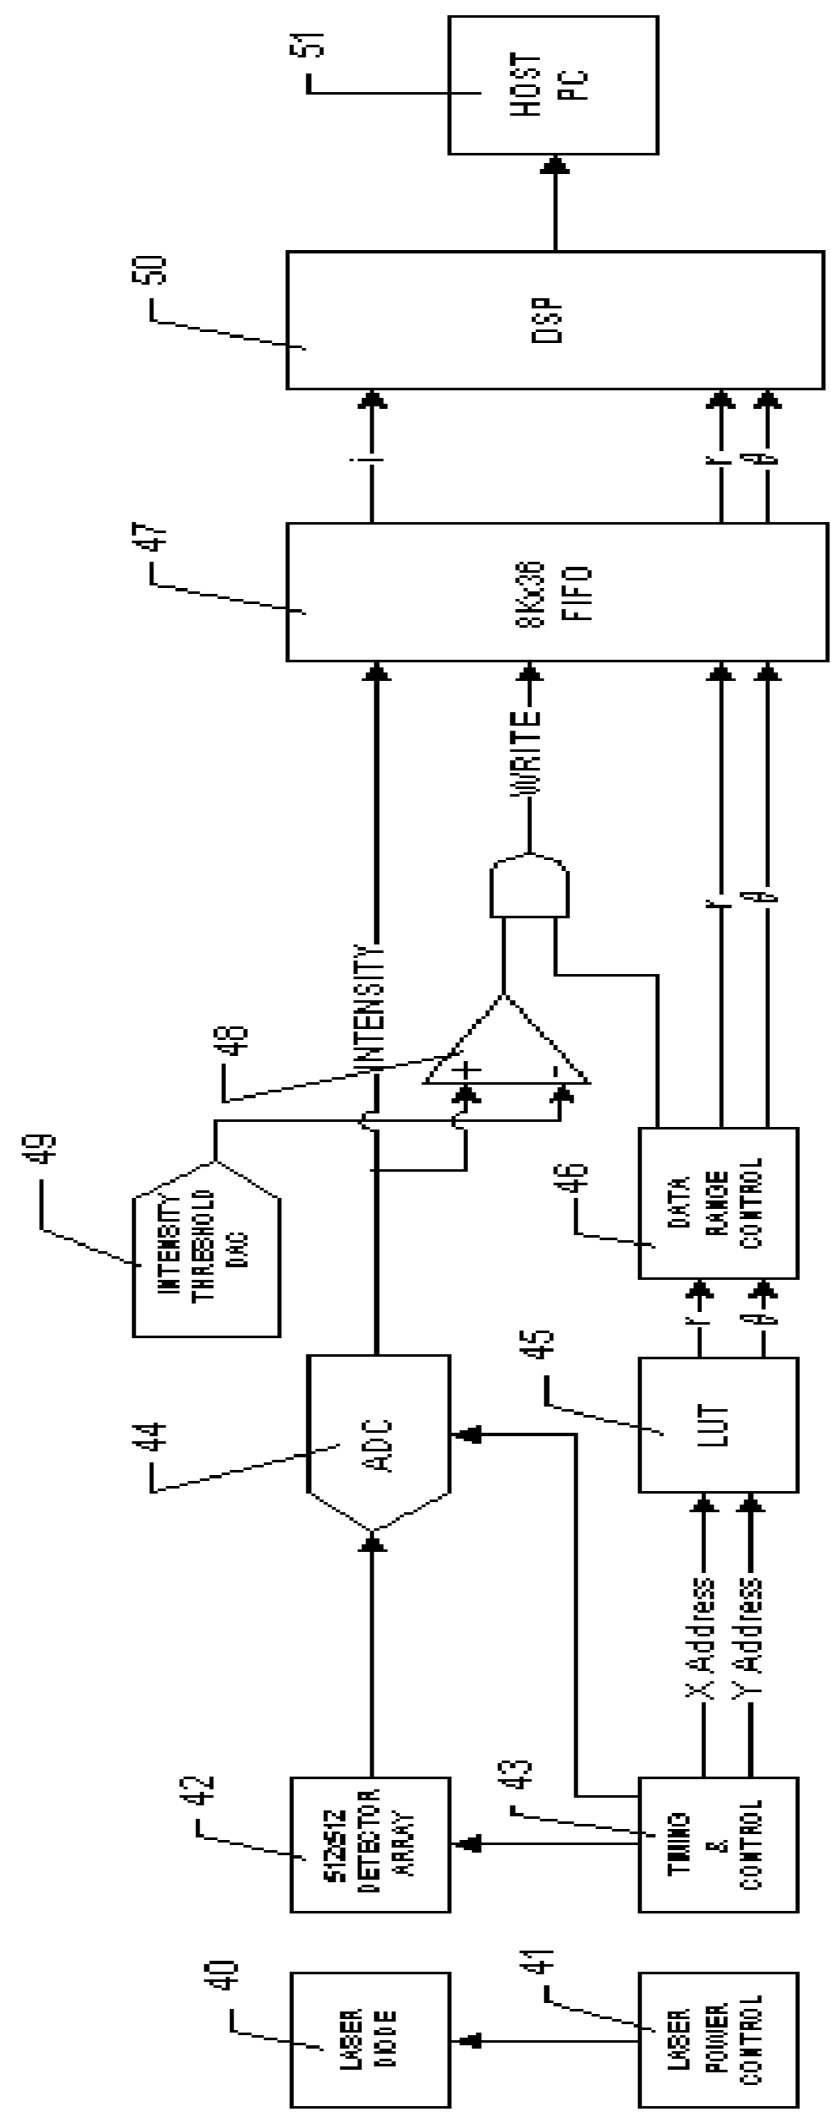 40
LASER
DIODE
41
LASER
POWER
CONTROL
42
512x512
DETECTOR
ARRAY
43
TIMING
&
CONTROL
X Address
Y Address
44
ADC
45
LUT
r
θ
49
INTENSITY
THRESHOLD
DAC
46
DATA
RANGE
CONTROL
48
+
-
INTENSITY
WRITE
r
θ
47
8Kx36
FIFO
i
r
θ
50
DSP
51
HOST
PC